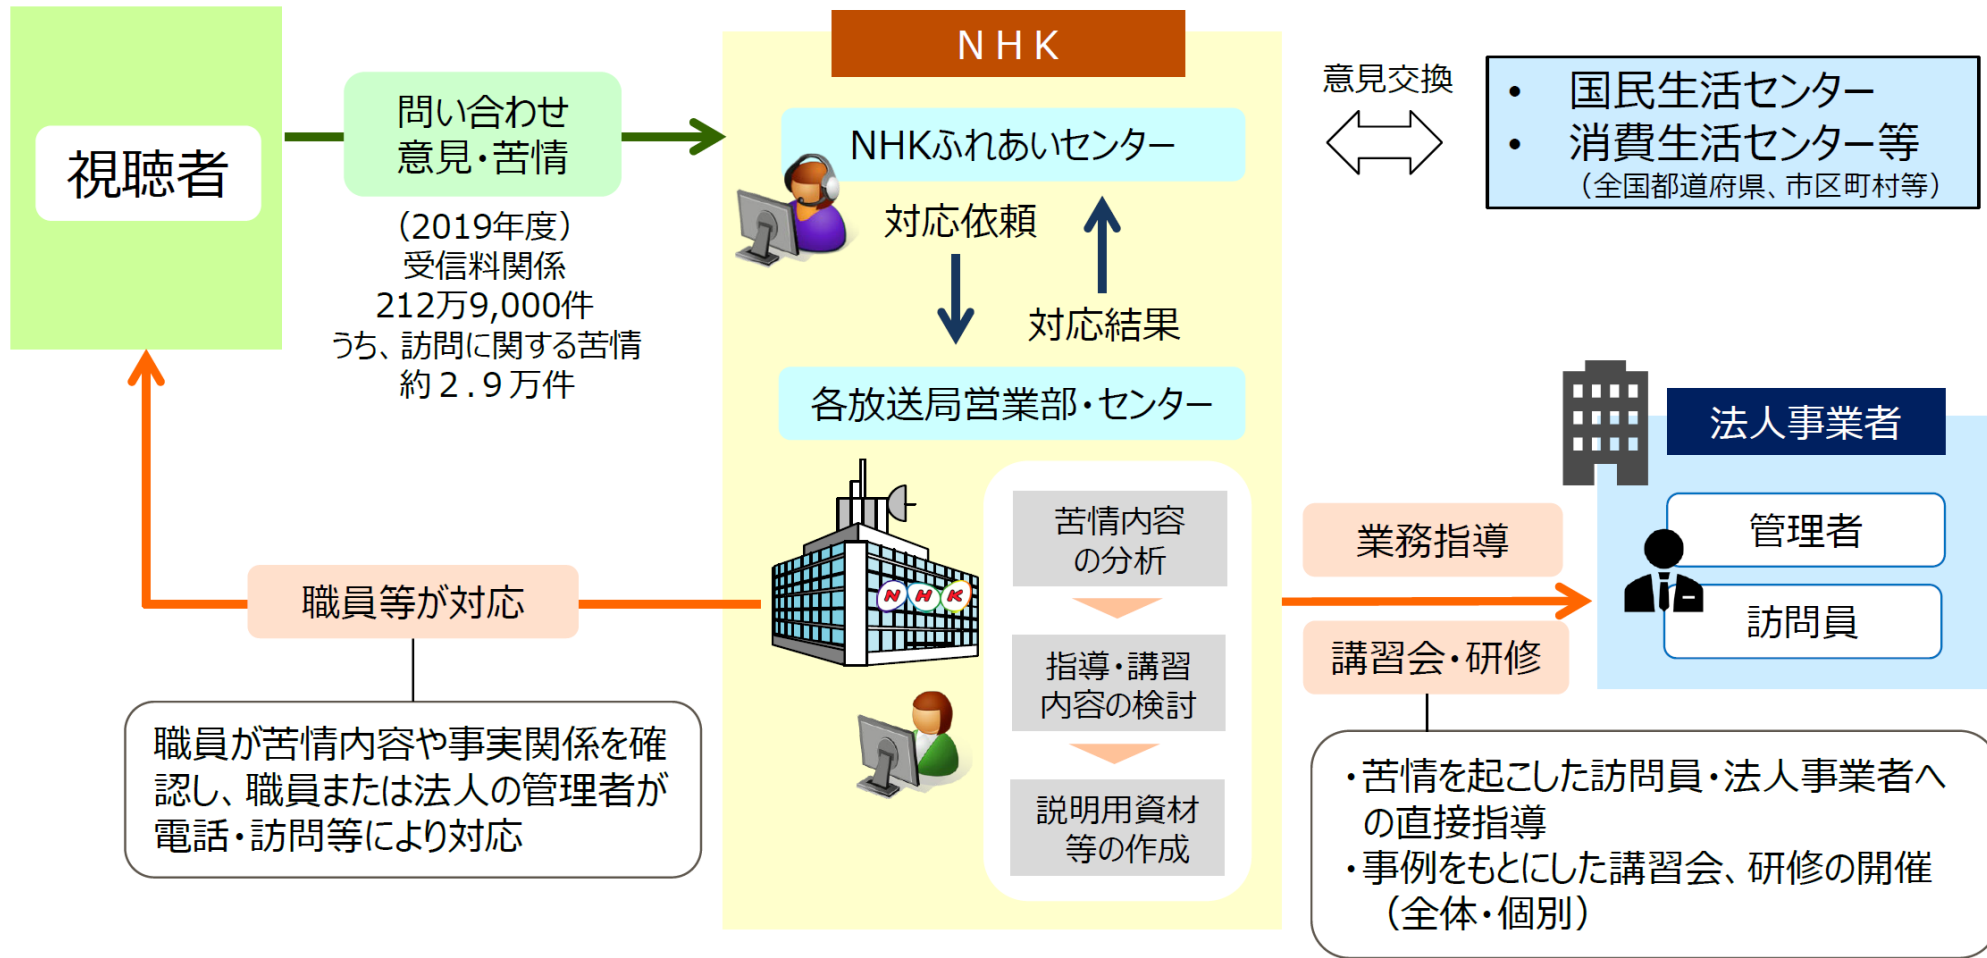 視聴者
問い合わせ
意見・苦情
（2019年度）
受信料関係
212万9,000件
うち、訪問に関する苦情
約２.９万件
ＮＨＫ
NHKふれあいセンター
対応依頼
対応結果
各放送局営業部・センター
NHK
苦情内容
の分析
指導・講習
内容の検討
説明用資材
等の作成
意見交換
• 国民生活センター
• 消費生活センター等
（全国都道府県、市区町村等）
法人事業者
管理者
訪問員
業務指導
講習会・研修
・苦情を起こした訪問員・法人事業者へ
の直接指導
・事例をもとにした講習会、研修の開催
（全体・個別）
職員等が対応
職員が苦情内容や事実関係を確
認し、職員または法人の管理者が
電話・訪問等により対応